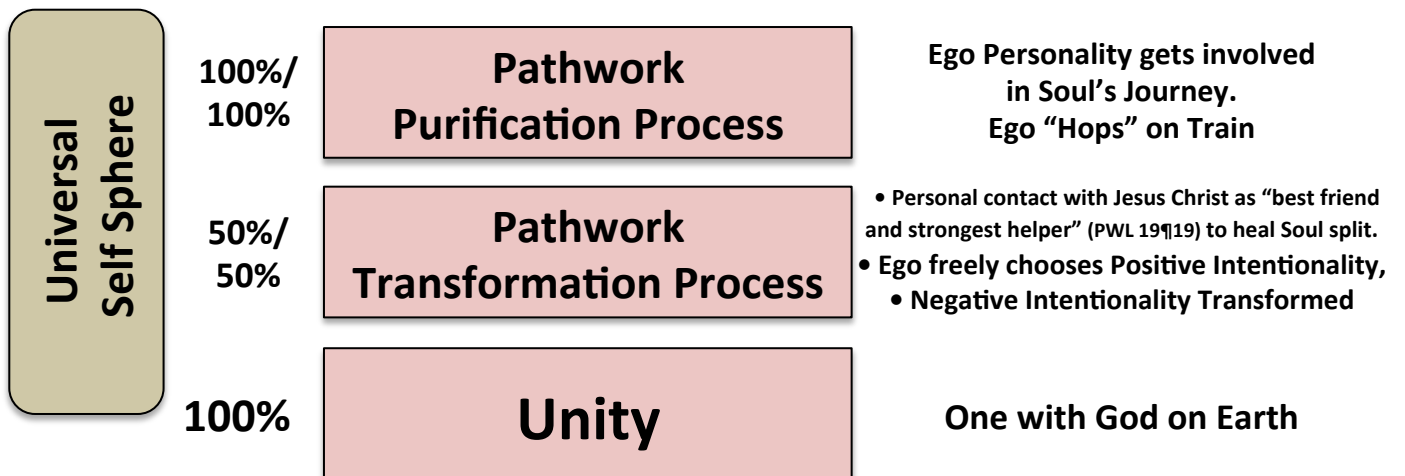 Universal
Self Sphere
100%/
100%
Pathwork
Purification Process
Ego Personality gets involved
in Soul's Journey.
Ego “Hops” on Train
50%/
50%
Pathwork
Transformation Process
• Personal contact with Jesus Christ as “best friend
and strongest helper” (PWL 19¶19) to heal Soul split.
• Ego freely chooses Positive Intentionality,
• Negative Intentionality Transformed
100%
Unity
One with God on Earth